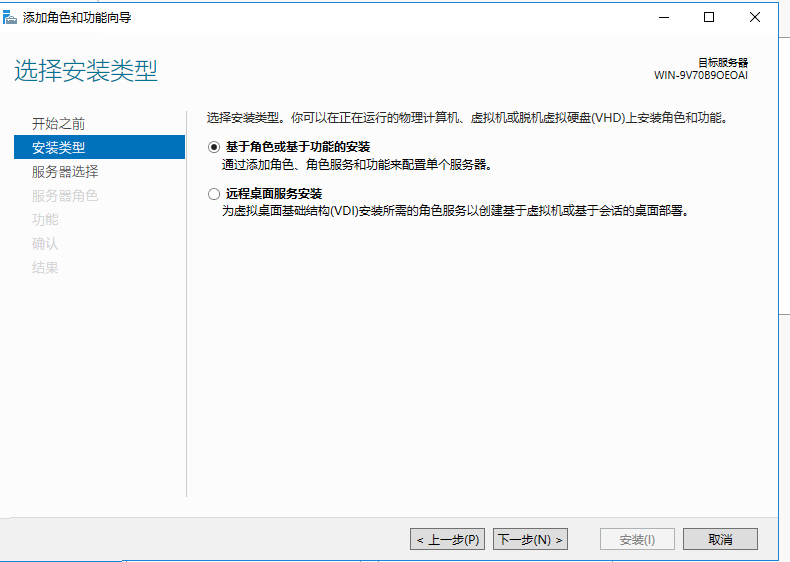 添加角色和功能向导
选择安装类型
目标服务器
WIN-9V70B9OEOAI
开始之前
安装类型
服务器选择
服务器角色
功能
确认
结果
选择安装类型。你可以在正在运行的物理计算机、虚拟机或脱机虚拟硬盘(VHD)上安装角色和功能。
基于角色或基于功能的安装
通过添加角色、角色服务和功能来配置单个服务器。
远程桌面服务安装
为虚拟桌面基础结构(VDI)安装所需的角色服务以创建基于虚拟机或基于会话的桌面部署。
< 上一步(P)
下一步(N) >
安装(I)
取消